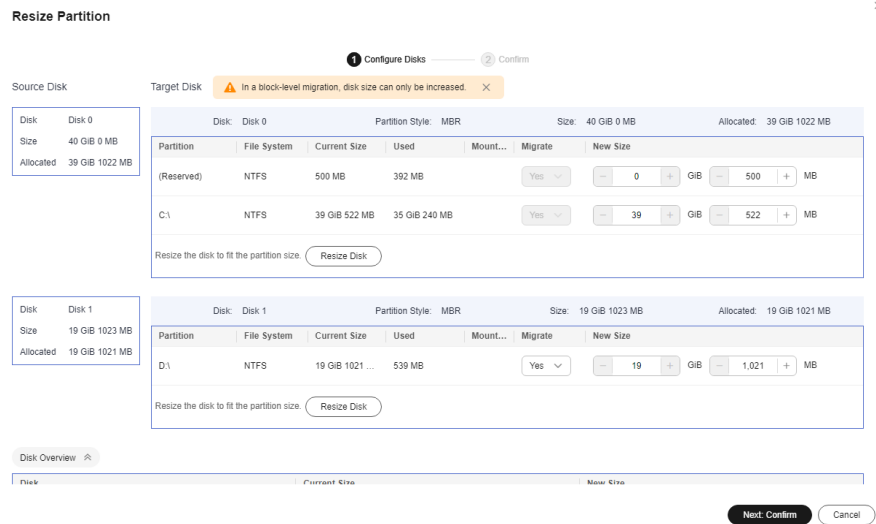 Resize Partition
1 Configure Disks 2 Confirm
Source Disk Target Disk In a block-level migration, disk size can only be increased.
Disk Disk 0
Size 40 GiB 0 MB
Allocated 39 GiB 1022 MB
Disk: Disk 0 Partition Style: MBR Size: 40 GiB 0 MB Allocated: 39 GiB 1022 MB
Partition File System Current Size Used Mount... Migrate New Size
(Reserved) NTFS 500 MB 392 MB Yes − 0 + GiB − 500 + MB
C:\ NTFS 39 GiB 522 MB 35 GiB 240 MB Yes − 39 + GiB − 522 + MB
Resize the disk to fit the partition size. Resize Disk
Disk Disk 1
Size 19 GiB 1023 MB
Allocated 19 GiB 1021 MB
Disk: Disk 1 Partition Style: MBR Size: 19 GiB 1023 MB Allocated: 19 GiB 1021 MB
Partition File System Current Size Used Mount... Migrate New Size
D:\ NTFS 19 GiB 1021 ... 539 MB Yes − 19 + GiB − 1,021 + MB
Resize the disk to fit the partition size. Resize Disk
Disk Overview
Disk Current Size New Size
Next: Confirm Cancel